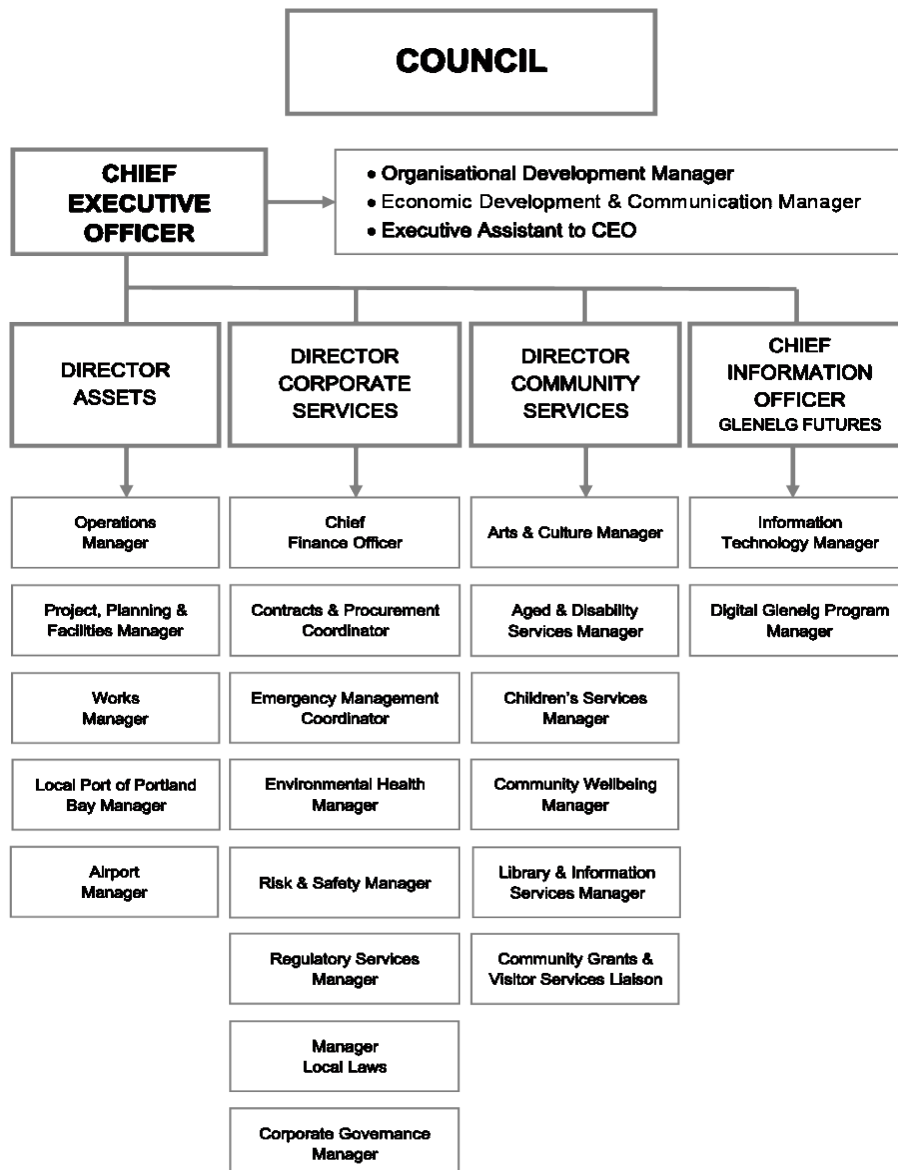 COUNCIL
CHIEF
EXECUTIVE
OFFICER
• Organisational Development Manager
• Economic Development & Communication Manager
• Executive Assistant to CEO
DIRECTOR
ASSETS
DIRECTOR
CORPORATE
SERVICES
DIRECTOR
COMMUNITY
SERVICES
CHIEF
INFORMATION
OFFICER
GLENELG FUTURES
Operations
Manager
Project, Planning &
Facilities Manager
Works
Manager
Local Port of Portland
Bay Manager
Airport
Manager
Chief
Finance Officer
Contracts & Procurement
Coordinator
Emergency Management
Coordinator
Environmental Health
Manager
Risk & Safety Manager
Regulatory Services
Manager
Manager
Local Laws
Corporate Governance
Manager
Arts & Culture Manager
Aged & Disability
Services Manager
Children's Services
Manager
Community Wellbeing
Manager
Library & Information
Services Manager
Community Grants &
Visitor Services Liaison
Information
Technology Manager
Digital Glenelg Program
Manager